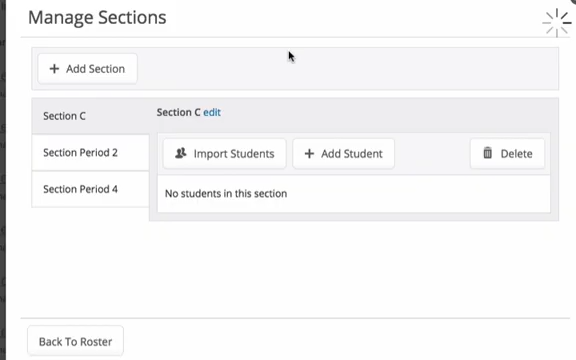 Manage Sections
+ Add Section
Section C
Section Period 2
Section Period 4
Section C edit
Import Students
+ Add Student
Delete
No students in this section
Back To Roster